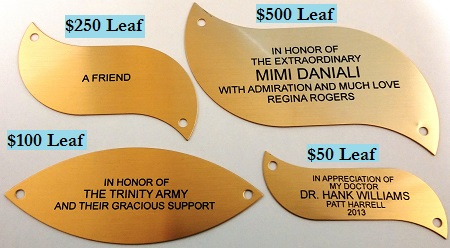 $250 Leaf
A FRIEND
$500 Leaf
IN HONOR OF
THE EXTRAORDINARY
MIMI DANIALI
WITH ADMIRATION AND MUCH LOVE
REGINA ROGERS
$100 Leaf
IN HONOR OF
THE TRINITY ARMY
AND THEIR GRACIOUS SUPPORT
$50 Leaf
IN APPRECIATION OF
MY DOCTOR
DR. HANK WILLIAMS
PATT HARRELL
2013